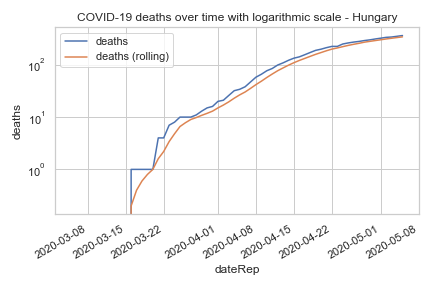 COVID-19 deaths over time with logarithmic scale - Hungary
deaths
deaths (rolling)
10²
10¹
10⁰
deaths
2020-03-08
2020-03-15
2020-03-22
2020-04-01
2020-04-08
2020-04-15
2020-04-22
2020-05-01
2020-05-08
dateRep